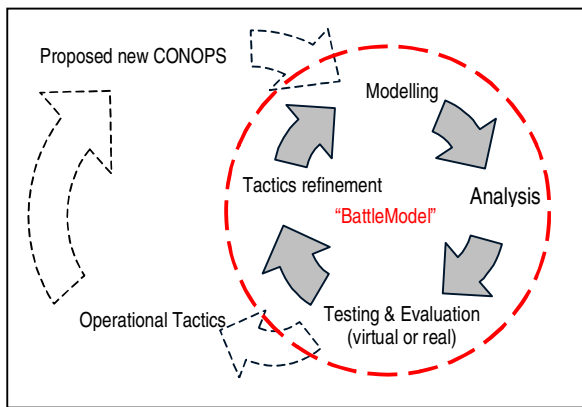 Proposed new CONOPS
Modelling
Tactics refinement
Analysis
“BattleModel”
Operational Tactics
Testing & Evaluation
(virtual or real)